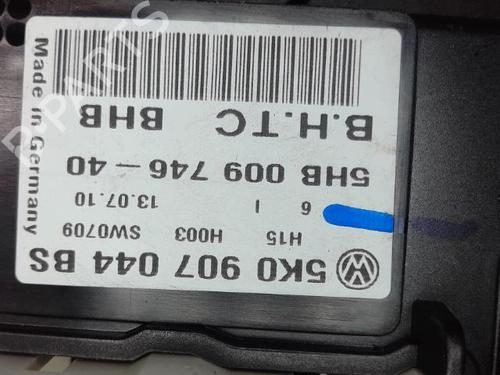 5K0 907 044 BS
H15 H003 SW0709
6 I 13.07.10
5HB 009 746-40
B.H.TC BHB
Made in Germany
B-PARTS